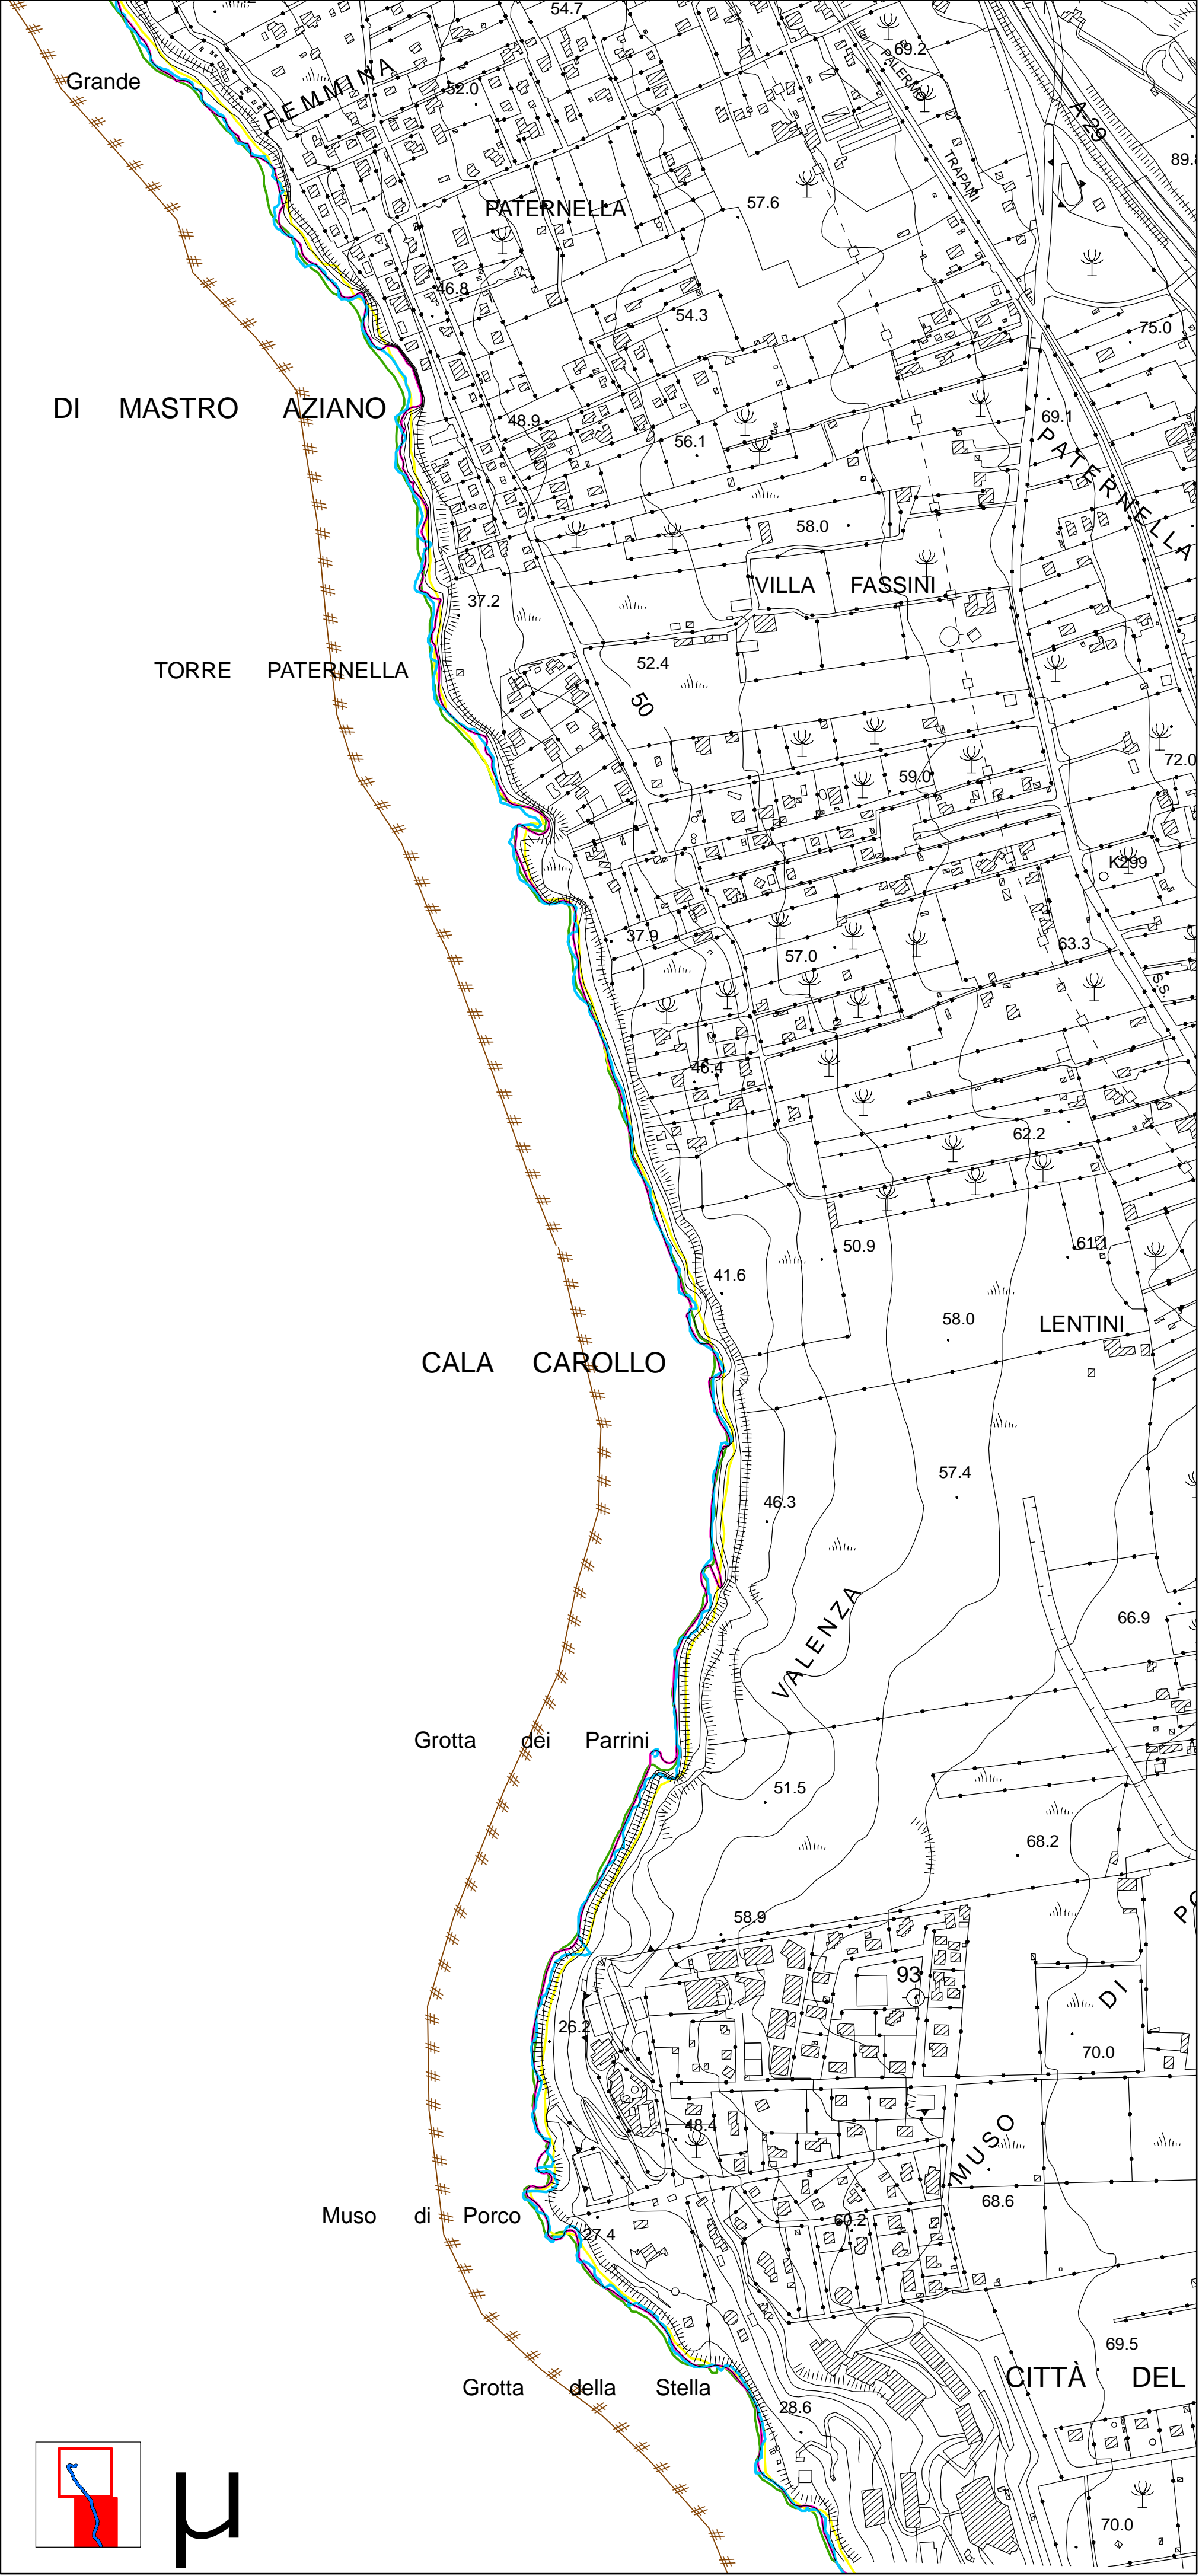 54.7
Grande
FEMMINA
52.0
69.2
PALERMO
A-29
TRAPANI
PATERNELLA
57.6
46.8
54.3
75.0
DI MASTRO AZIANO
48.9
56.1
69.1
PATERNELLA
58.0
VILLA FASSINI
37.2
TORRE PATERNELLA
52.4
50
59.0
72.0
K299
37.9
57.0
63.3
S.S.
46.4
62.2
50.9
61.1
41.6
58.0
LENTINI
CALA CAROLLO
57.4
46.3
VALENZA
66.9
Grotta dei Parrini
51.5
68.2
58.9
93
DI
26.2
70.0
48.4
MUSO
68.6
Muso di Porco
60.2
27.4
69.5
CITTÀ DEL
Grotta della Stella
28.6
70.0
µ